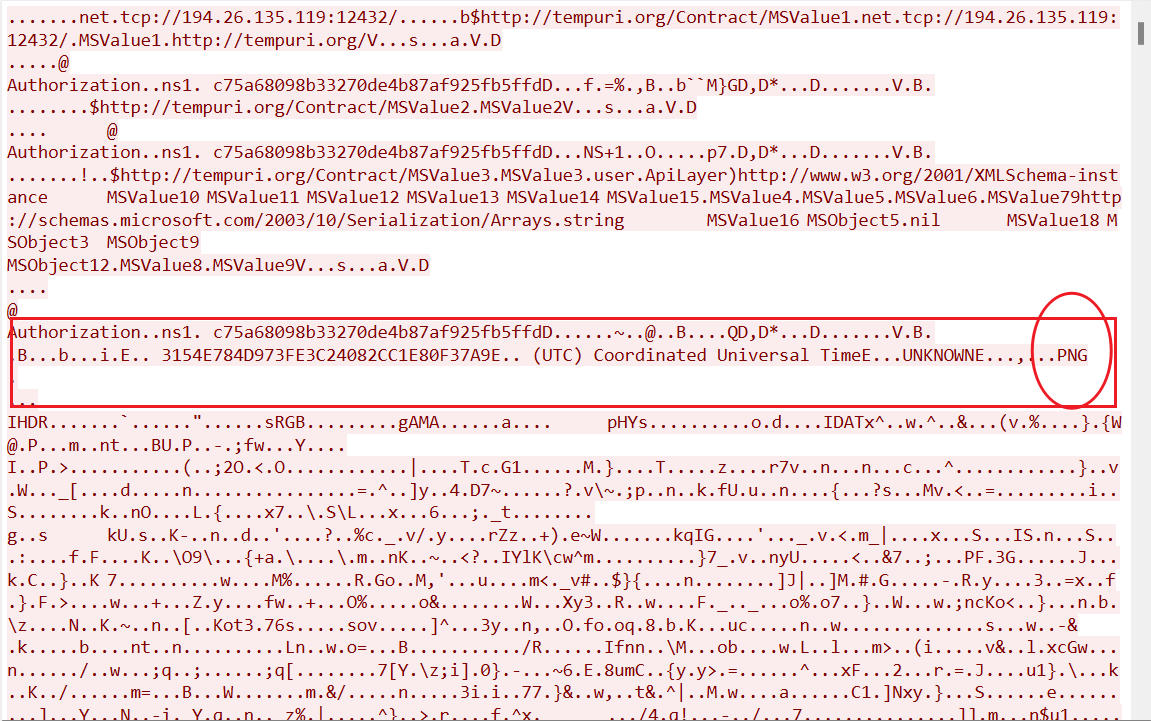 .......net.tcp://194.26.135.119:12432/......b$http://tempuri.org/Contract/MSValue1.net.tcp://194.26.135.119:
12432/.MSValue1.http://tempuri.org/V...s...a.V.D
.....@
Authorization..ns1. c75a68098b33270de4b87af925fb5ffdD...f.=%.,B..b``M}GD,D*...D.......V.B.
........$http://tempuri.org/Contract/MSValue2.MSValue2V...s...a.V.D
.... @
Authorization..ns1. c75a68098b33270de4b87af925fb5ffdD...NS+1..O.....p7.D,D*...D.......V.B.
.......!..$http://tempuri.org/Contract/MSValue3.MSValue3.user.ApiLayer)http://www.w3.org/2001/XMLSchema-inst
ance MSValue10 MSValue11 MSValue12 MSValue13 MSValue14 MSValue15.MSValue4.MSValue5.MSValue6.MSValue79http
://schemas.microsoft.com/2003/10/Serialization/Arrays.string MSValue16 MSObject5.nil MSValue18 M
SObject3 MSObject9
MSObject12.MSValue8.MSValue9V...s...a.V.D
....
@
Authorization..ns1. c75a68098b33270de4b87af925fb5ffdD......~..@..B....QD,D*...D.......V.B.
.B...b...i.E.. 3154E784D973FE3C24082CC1E80F37A9E.. (UTC) Coordinated Universal TimeE...UNKNOWNE...,...PNG
.
...
IHDR.......`......"......sRGB.........gAMA......a.... pHYs..........o.d....IDATx^..w.^..&...(v.%....}.{W
@.P...m..nt...BU.P..-.;fw...Y....
I..P.>...........(..;2O.<.O............|....T.c.G1......M.}....T.....z....r7v..n...n...c...^...........}..v
.W..._[....d.....n................=.^..]y..4.D7~......?.v\~.;p..n..k.fU.u..n....{...?s...Mv.<..=.........i..
S........k..nO....L.{....x7..\.S\L...x...6...;._t........
g..s kU.s..K-..n..d..'....?..%c._.v/.y....rZz..+).e~W.......kqIG....'..._.v.<.m_|....x...S...IS.n...S..
.:....f.F....K..\O9\...{+a.\....\.m..nK..~..<?..IYlK\cw^m..........}7_.v..nyU.....<..&7..;...PF.3G.......J...
k.C..}..K 7..........w....M%......R.Go..M,'...u....m<._v#..$}{....n........]J|..]M.#.G.....-.R.y....3..=x..f
.}.F.>....w...+...Z.y....fw..+...O%.....o&........W...Xy3..R..w....F._.._...o%.o7..}..W...w.;ncKo<..}...n.b.
\z....N..K.~..n..[..Kot3.76s.....sov.....]^...3y..n,..O.fo.oq.8.b.K...uc.....n..w...............s...w..-&
.k.....b....nt..n..........Ln..w.o=...B........../R......Ifnn..\M...ob....w.L..l...m>..(i.....v&..l.xcGw...
n....../..w...;q..;......;q[.......7[Y.\z;i].0}.-...~6.E.8umC..{y.y>.=......^....xF...2...r.=.J....u1}.\...k
..K../......m=...B...W.......m.&/....n.....3i.i..77.}&..w,..t&.^|..M.w....a......C1.]Nxy.}...S......e......